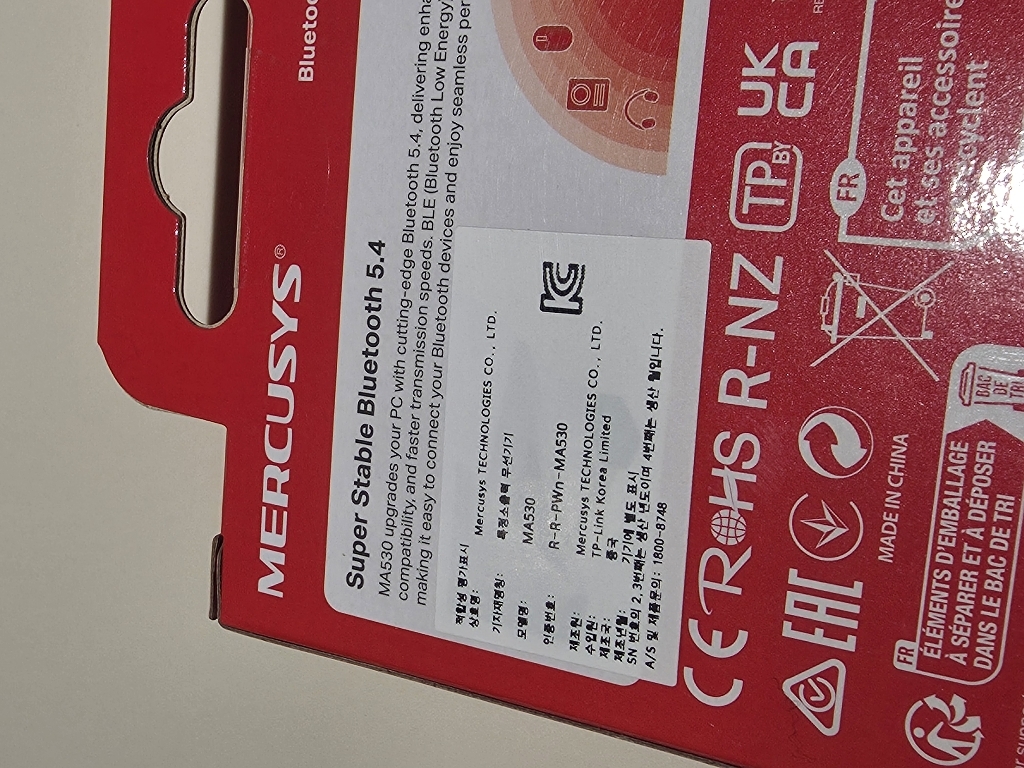 MERCUSYS®
Super Stable Bluetooth 5.4
MA530 upgrades your PC with cutting-edge Bluetooth 5.4, delivering
compatibility, and faster transmission speeds. BLE (Bluetooth Low Energy)
making it easy to connect your Bluetooth devices and enjoy seamless
적합성 평가표시
상호명: Mercusys TECHNOLOGIES CO., LTD.
기자재명칭: 특정소출력 무선기기
모델명: MA530
인증번호: R-R-PWn-MA530
제조원: Mercusys TECHNOLOGIES CO., LTD.
수입원: TP-Link Korea Limited
제조국: 중국
제조년월: 기기에 별도 표시
SN 번호의 2, 3번째는 생산 년도이며 4번째는 생산 월입니다.
A/S 및 제품문의: 1800-8748
KC
CE RoHS R-NZ TP BY UK CA
EAC
MADE IN CHINA
FR
Cet appareil
et ses accessoires
se recyclent
FR
ÉLÉMENTS D'EMBALLAGE
À SÉPARER ET À DÉPOSER
DANS LE BAC DE TRI
BAC
DE
TRI